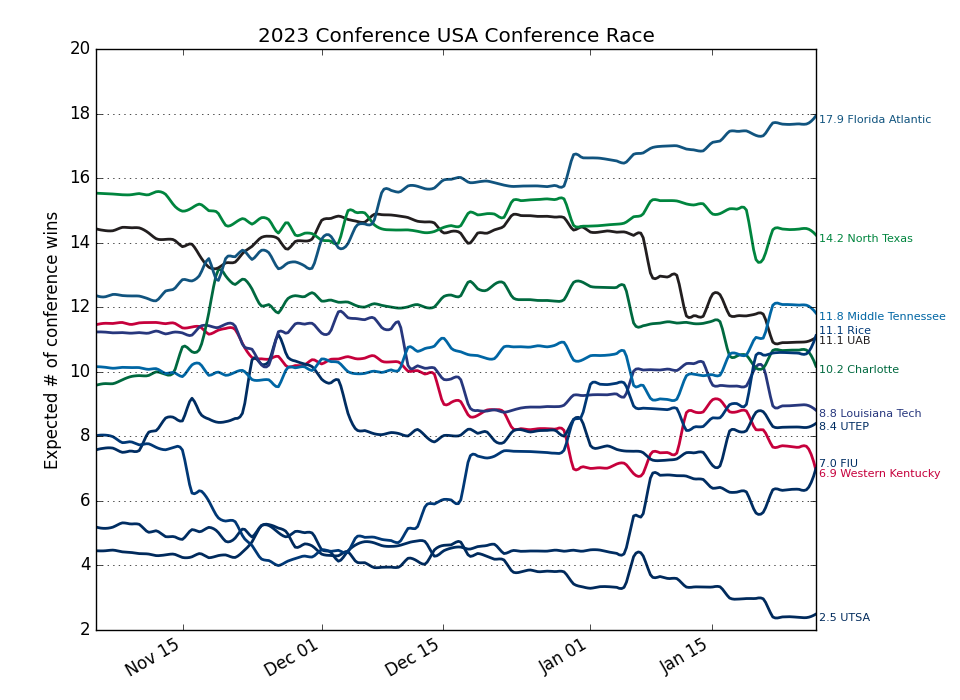 2023 Conference USA Conference Race
Expected # of conference wins
20
18
16
14
12
10
8
6
4
2
17.9 Florida Atlantic
14.2 North Texas
11.8 Middle Tennessee
11.1 Rice
11.1 UAB
10.2 Charlotte
8.8 Louisiana Tech
8.4 UTEP
7.0 FIU
6.9 Western Kentucky
2.5 UTSA
Nov 15
Dec 01
Dec 15
Jan 01
Jan 15